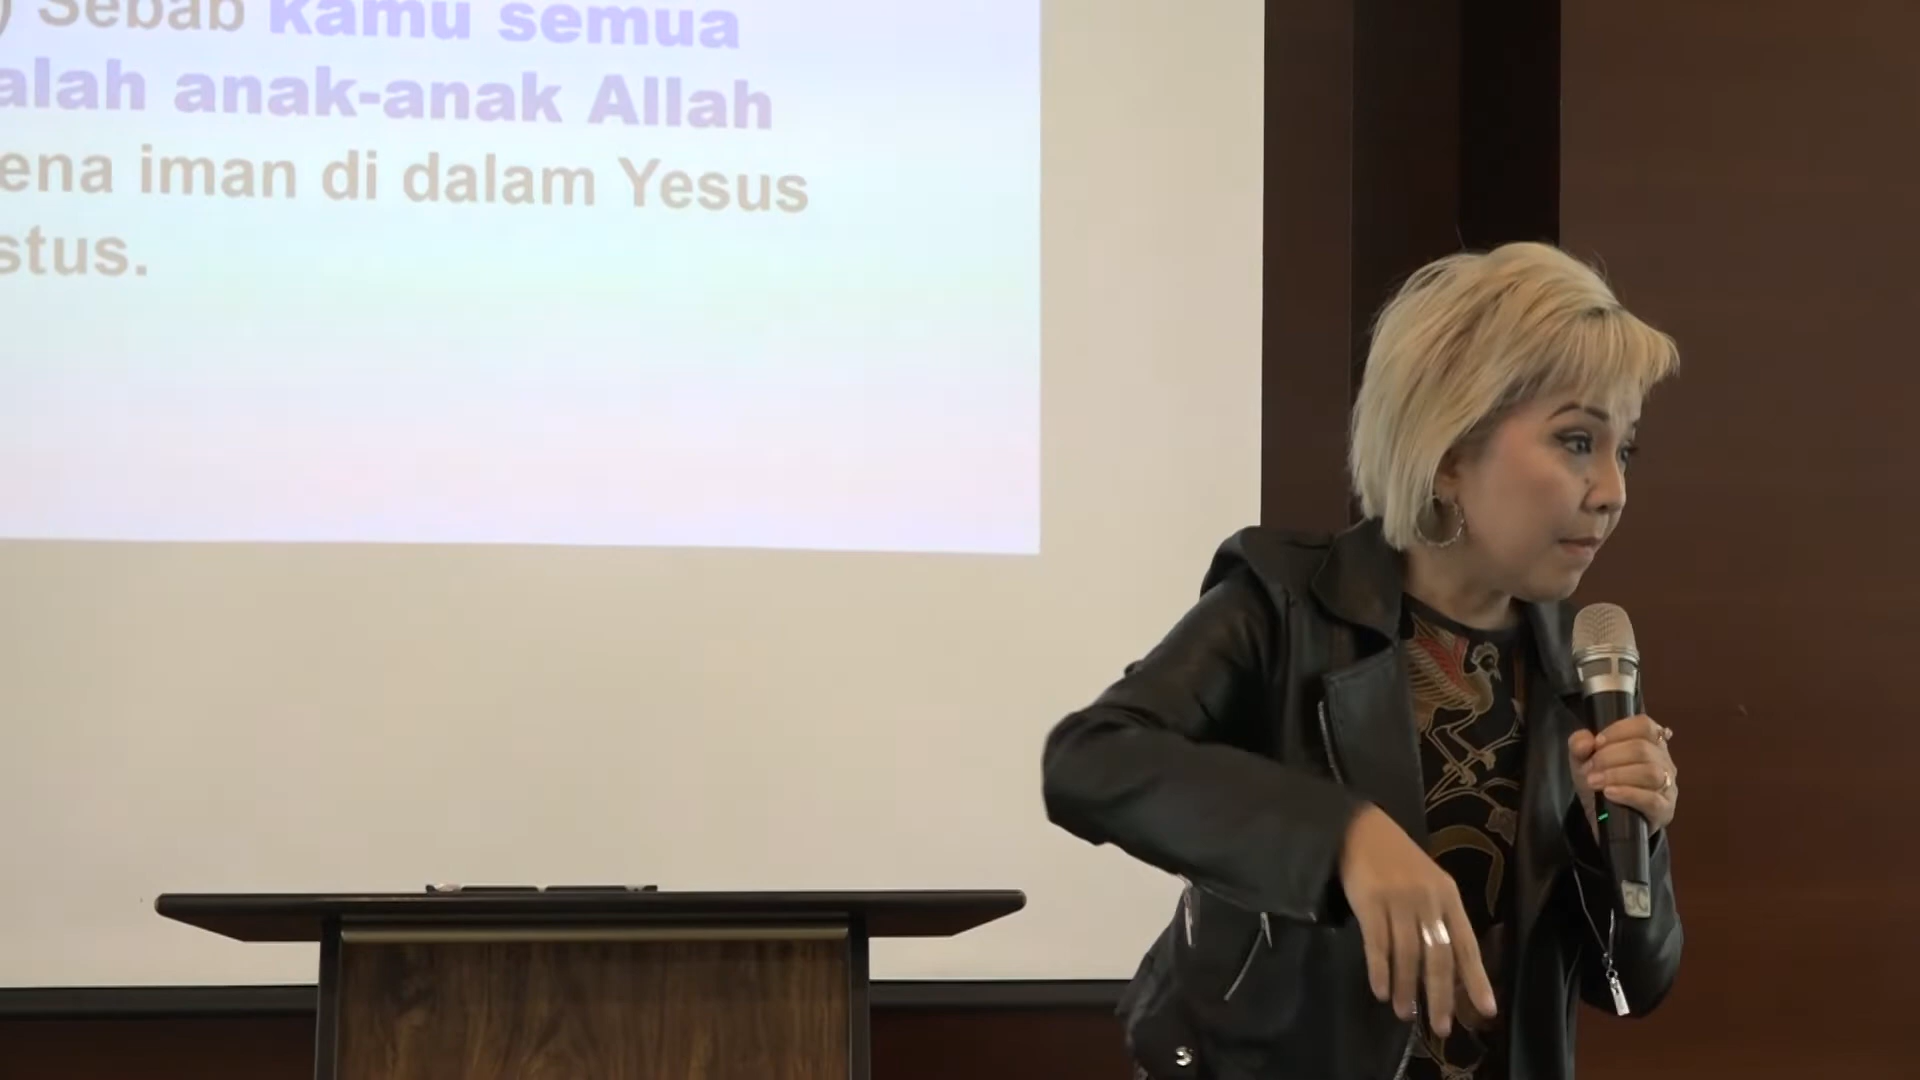 ) Sebab kamu semua
alah anak-anak Allah
ena iman di dalam Yesus
stus.